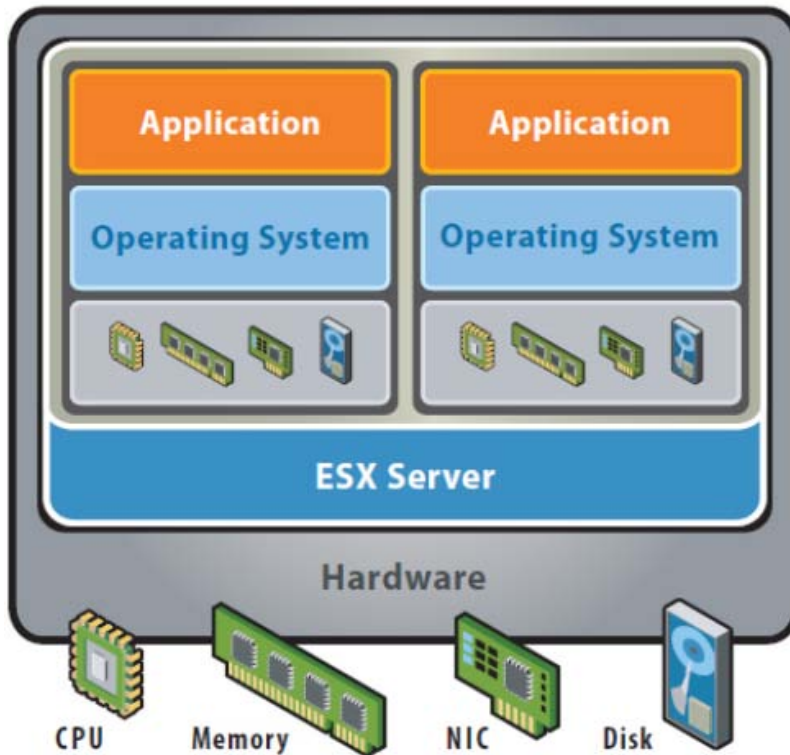 Application Application
Operating System Operating System
ESX Server
Hardware
CPU Memory NIC Disk